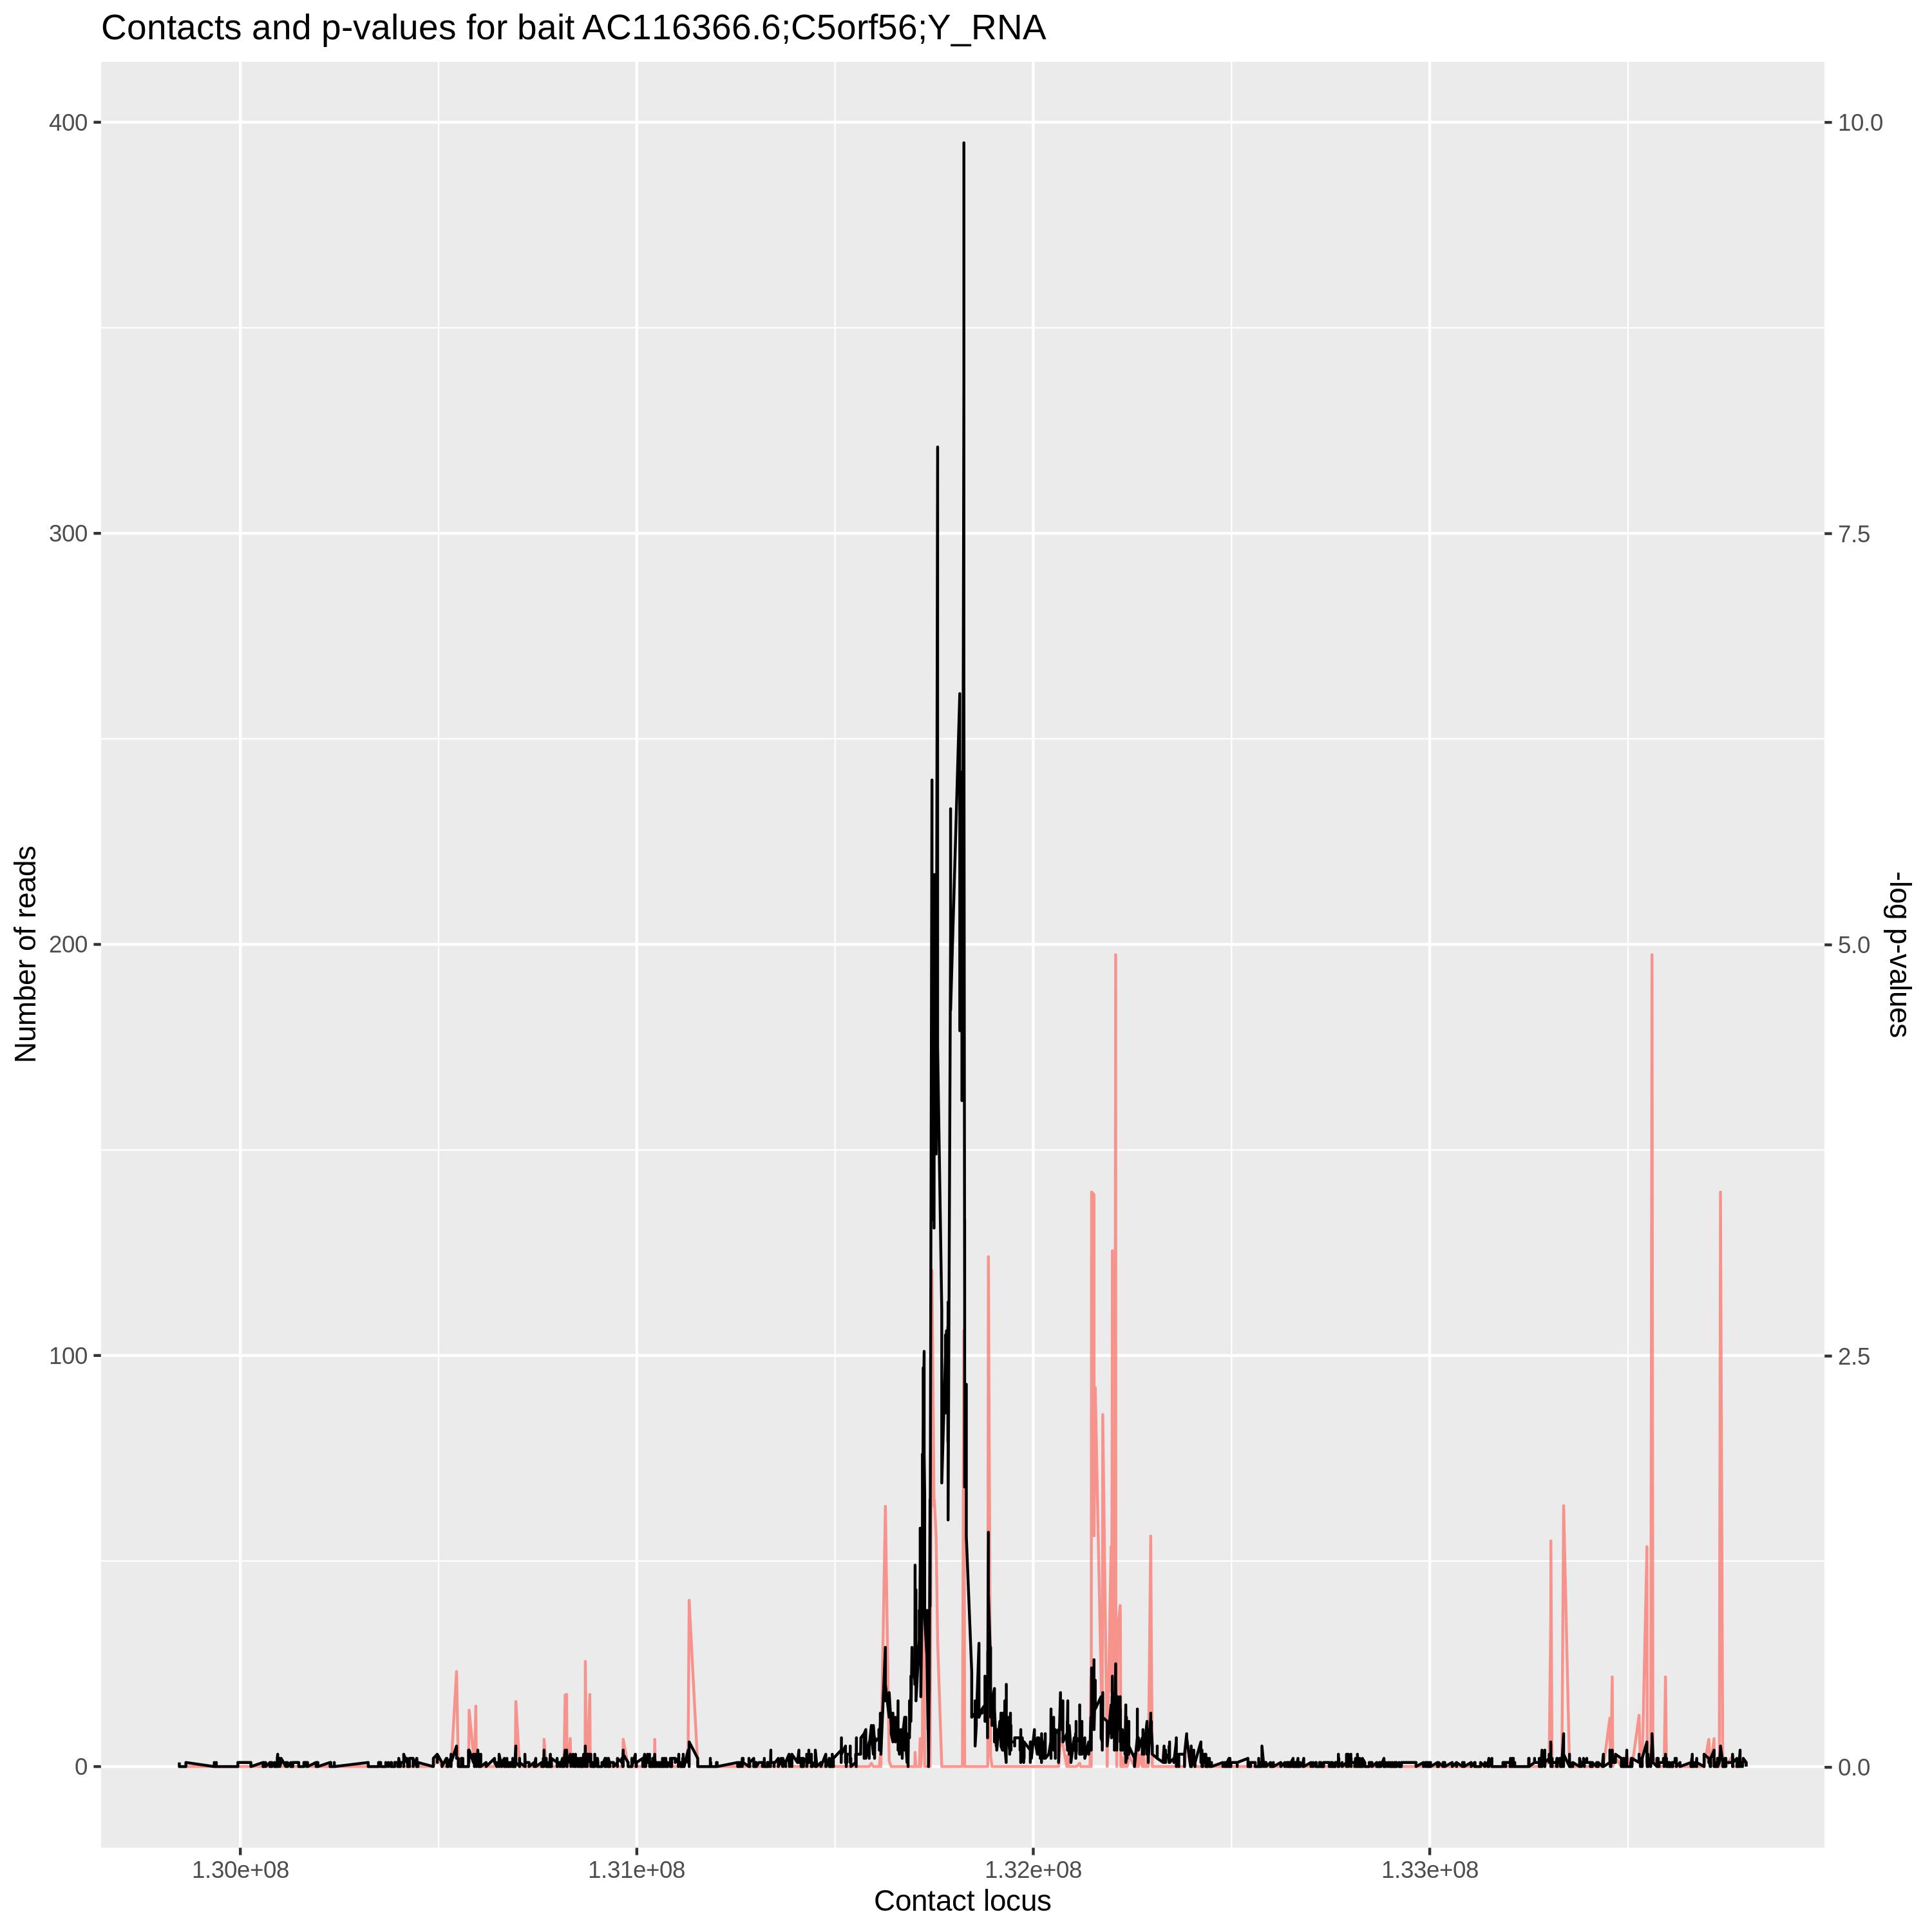 Contacts and p-values for bait AC116366.6;C5orf56;Y_RNA
400
300
200
100
0
Number of reads
10.0
7.5
5.0
2.5
0.0
-log p-values
1.30e+08
1.31e+08
1.32e+08
1.33e+08
Contact locus